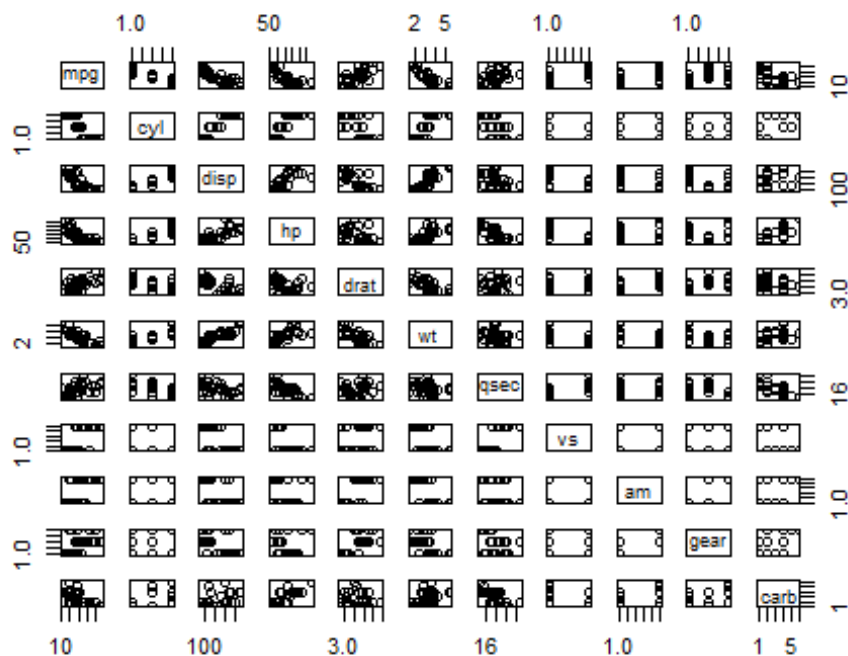 1.0 50 2 5 1.0 1.0
mpg 10
1.0 cyl
disp 100
50 hp
drat 3.0
2 wt
qsec 16
1.0 vs
am 1.0
1.0 gear
carb 1
10 100 3.0 16 1.0 1 5